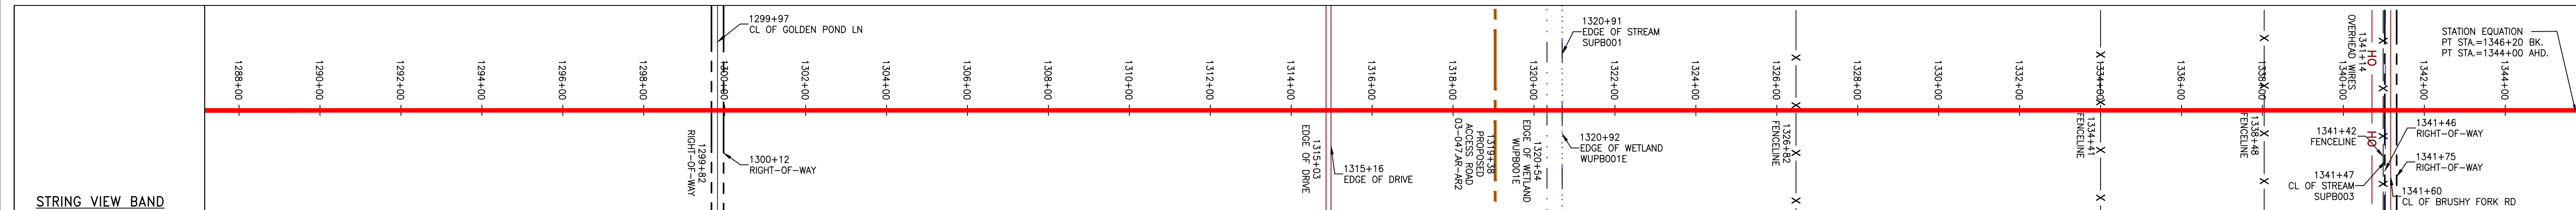 STRING VIEW BAND
1288+00
1290+00
1292+00
1294+00
1296+00
1298+00
1299+82
RIGHT-OF-WAY
1300+00
1299+97
CL OF GOLDEN POND LN
1300+12
RIGHT-OF-WAY
1302+00
1304+00
1306+00
1308+00
1310+00
1312+00
1314+00
1315+03
EDGE OF DRIVE
1315+16
EDGE OF DRIVE
1316+00
1318+00
1319+38
PROPOSED
ACCESS ROAD
03-047.AR-AR2
1320+00
1320+54
EDGE OF WETLAND
WUPB001E
1320+91
EDGE OF STREAM
SUPB001
1320+92
EDGE OF WETLAND
WUPB001E
1322+00
1324+00
1326+00
1326+82
FENCELINE
1328+00
1330+00
1332+00
1334+00
1334+41
FENCELINE
1336+00
1338+00
1338+48
FENCELINE
1340+00
1341+14
OVERHEAD WIRES
OH
OH
1341+42
FENCELINE
1341+47
CL OF STREAM
SUPB003
1341+46
RIGHT-OF-WAY
1341+75
RIGHT-OF-WAY
1341+60
CL OF BRUSHY FORK RD
1342+00
1344+00
STATION EQUATION
PT STA.=1346+20 BK.
PT STA.=1344+00 AHD.